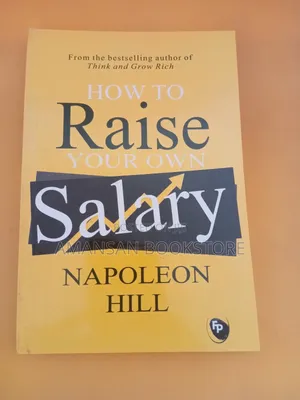 From the bestselling author of
Think and Grow Rich
HOW TO
Raise
YOUR OWN
Salary
AMANSAN BOOKSTORE
NAPOLEON
HILL
FP